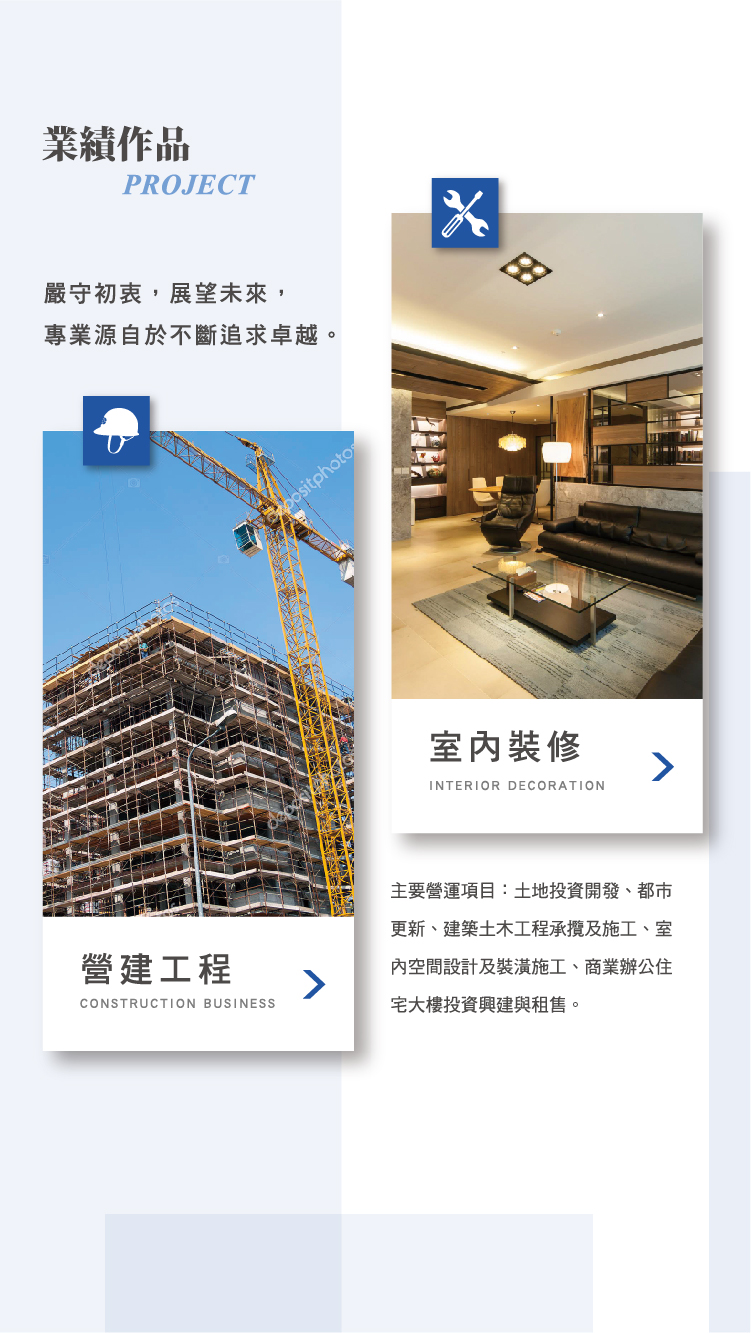 業績作品
PROJECT
嚴守初衷，展望未來，
專業源自於不斷追求卓越。
營建工程
CONSTRUCTION BUSINESS
室內裝修
INTERIOR DECORATION
主要營運項目：土地投資開發、都市
更新、建築土木工程承攬及施工、室
內空間設計及裝潢施工、商業辦公住
宅大樓投資興建與租售。
depositphotos